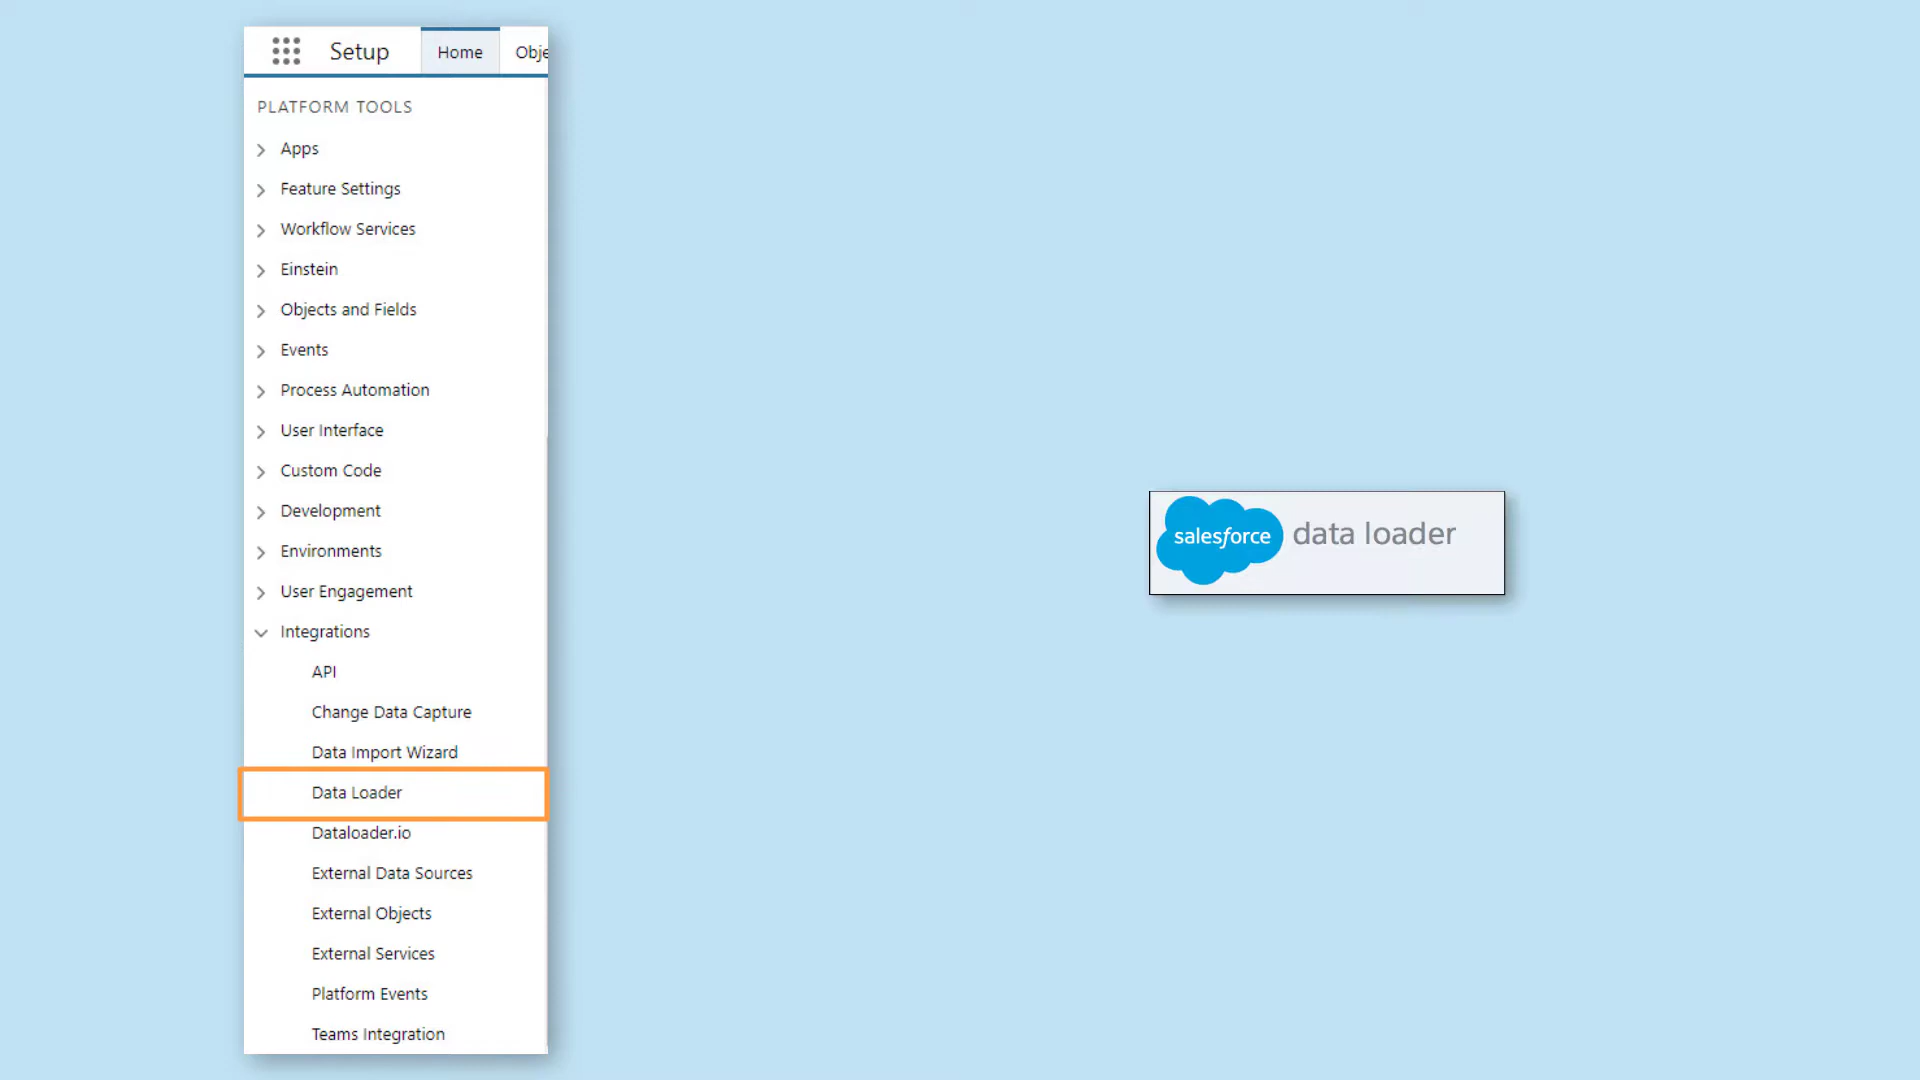 Setup
Home
Obje
PLATFORM TOOLS
Apps
Feature Settings
Workflow Services
Einstein
Objects and Fields
Events
Process Automation
User Interface
Custom Code
Development
Environments
User Engagement
Integrations
API
Change Data Capture
Data Import Wizard
Data Loader
Dataloader.io
External Data Sources
External Objects
External Services
Platform Events
Teams Integration
salesforce data loader